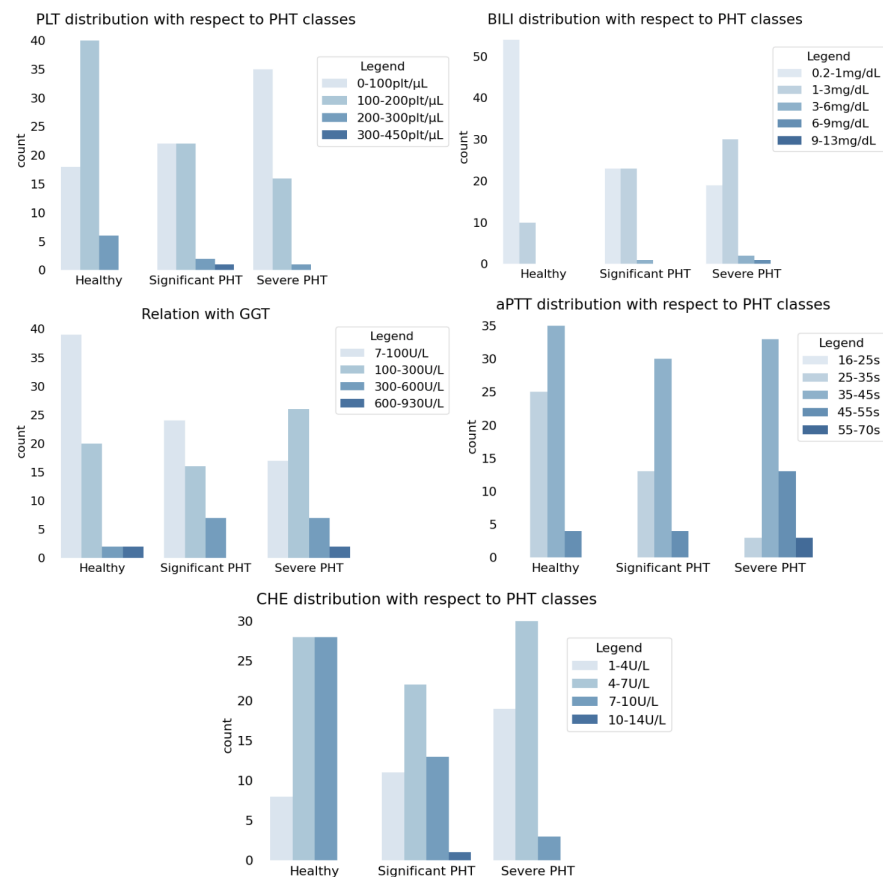 PLT distribution with respect to PHT classes
40
35
30
25
20
15
10
5
0
count
Legend
0-100plt/µL
100-200plt/µL
200-300plt/µL
300-450plt/µL
Healthy
Significant PHT
Severe PHT
BILI distribution with respect to PHT classes
50
40
30
20
10
0
count
Legend
0.2-1mg/dL
1-3mg/dL
3-6mg/dL
6-9mg/dL
9-13mg/dL
Healthy
Significant PHT
Severe PHT
Relation with GGT
40
35
30
25
20
15
10
5
0
count
Legend
7-100U/L
100-300U/L
300-600U/L
600-930U/L
Healthy
Significant PHT
Severe PHT
aPTT distribution with respect to PHT classes
35
30
25
20
15
10
5
0
count
Legend
16-25s
25-35s
35-45s
45-55s
55-70s
Healthy
Significant PHT
Severe PHT
CHE distribution with respect to PHT classes
30
25
20
15
10
5
0
count
Legend
1-4U/L
4-7U/L
7-10U/L
10-14U/L
Healthy
Significant PHT
Severe PHT